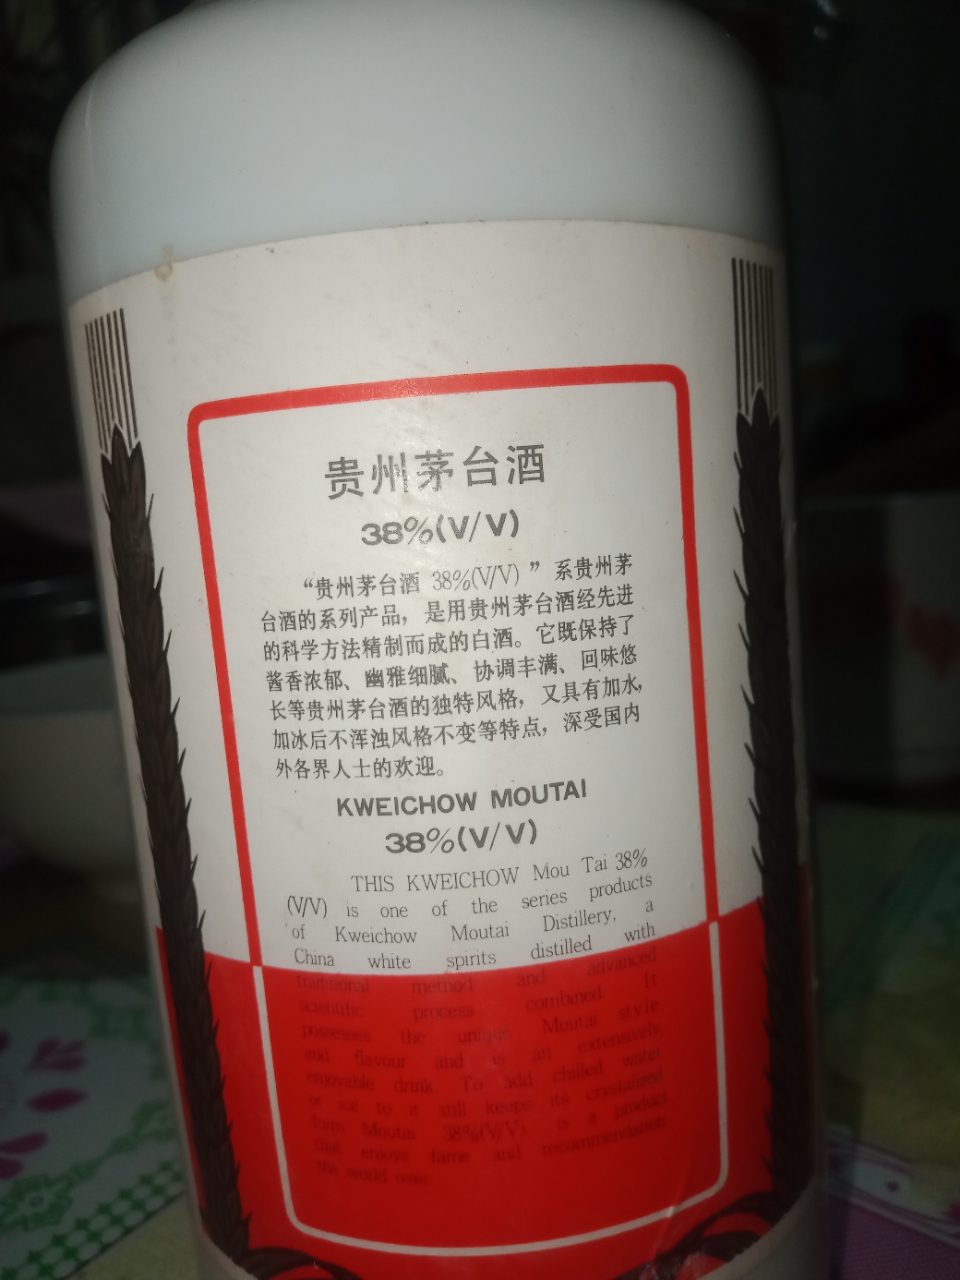 贵州茅台酒
38%(V/V)
“贵州茅台酒 38%(V/V)”系贵州茅
台酒的系列产品，是用贵州茅台酒经先进
的科学方法精制而成的白酒。它既保持了
酱香浓郁、幽雅细腻、协调丰满、回味悠
长等贵州茅台酒的独特风格，又具有加水，
加冰后不浑浊风格不变等特点，深受国内
外各界人士的欢迎。
KWEICHOW MOUTAI
38%(V/V)
THIS KWEICHOW Mou Tai 38%
(V/V) is one of the series products
of Kweichow Moutai Distillery, a
China white spirits distilled with
traditional method and advanced
scientific process combined. It
possesses the unique Moutai style
and flavour and is an extensively
enjoyable drink. To add chilled water
or ice to it still keeps its crystalized
form Moutai 38%(V/V) is a product
that enjoys fame and recommendation
the world over.